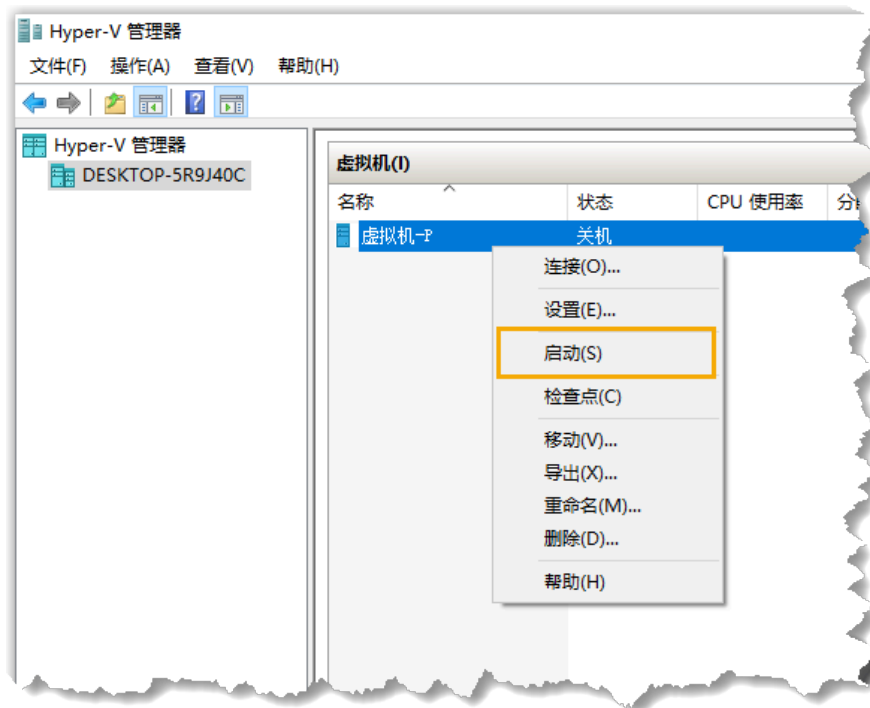 Hyper-V 管理器
文件(F) 操作(A) 查看(V) 帮助(H)
Hyper-V 管理器
DESKTOP-5R9J40C
虚拟机(I)
名称 状态 CPU 使用率
虚拟机-P 关机
连接(O)...
设置(E)...
启动(S)
检查点(C)
移动(V)...
导出(X)...
重命名(M)...
删除(D)...
帮助(H)